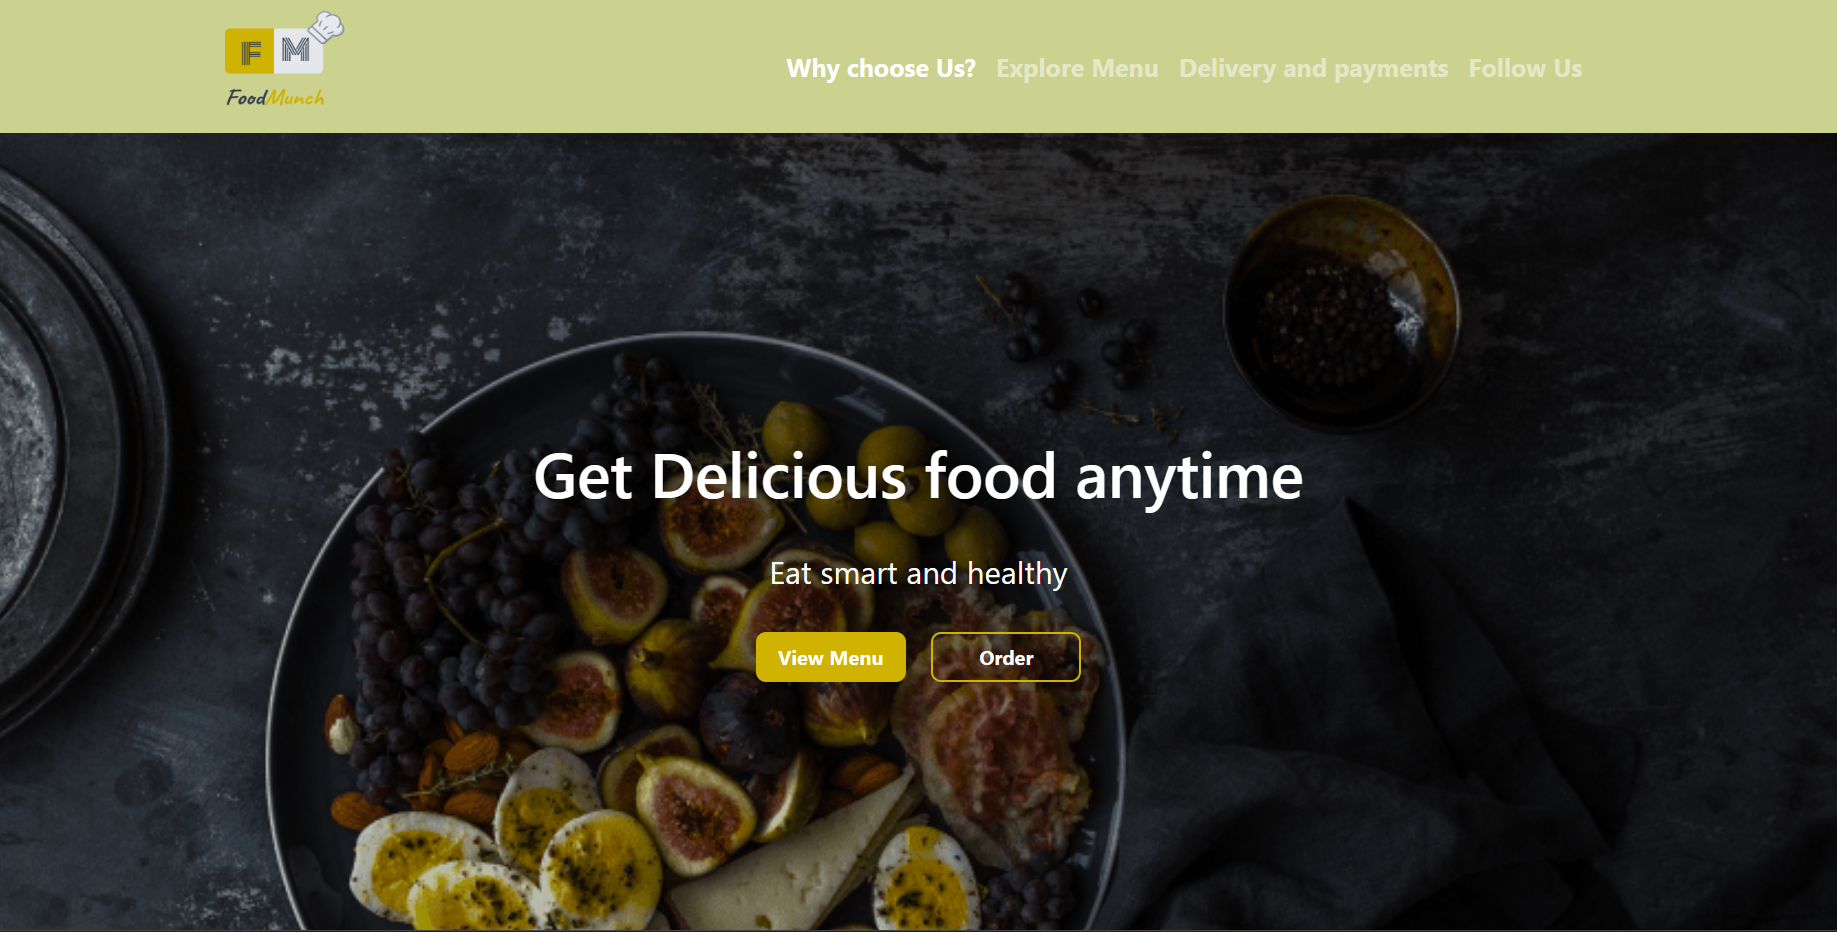 F M
FoodMunch
Why choose Us? Explore Menu Delivery and payments Follow Us
Get Delicious food anytime
Eat smart and healthy
View Menu Order